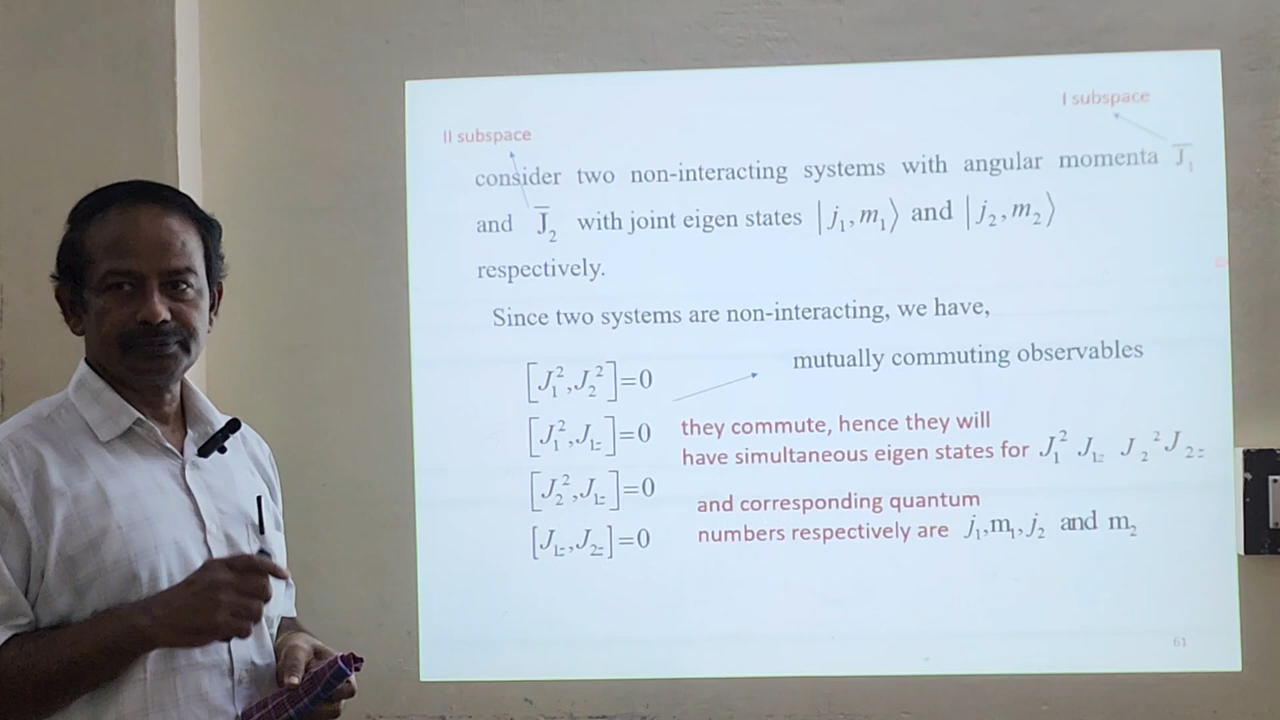 I subspace
II subspace
consider two non-interacting systems with angular momenta J̅₁
and J̅₂ with joint eigen states |j₁,m₁⟩ and |j₂,m₂⟩
respectively.
Since two systems are non-interacting, we have,
mutually commuting observables
[J₁²,J₂²]=0
[J₁²,J₁z]=0
they commute, hence they will
have simultaneous eigen states for J₁² J₁z J₂² J₂z
[J₂²,J₁z]=0
and corresponding quantum
numbers respectively are j₁,m₁,j₂ and m₂
[J₁z,J₂z]=0
61